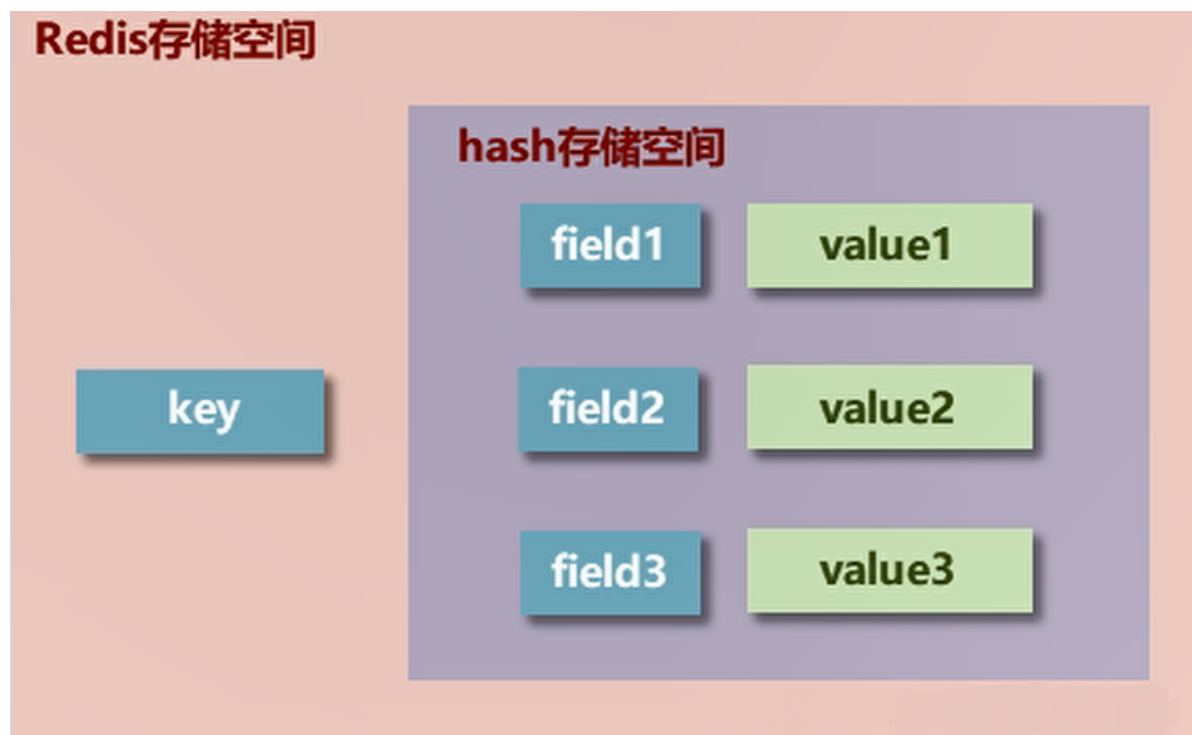 Redis存储空间
hash存储空间
field1 value1
key field2 value2
field3 value3